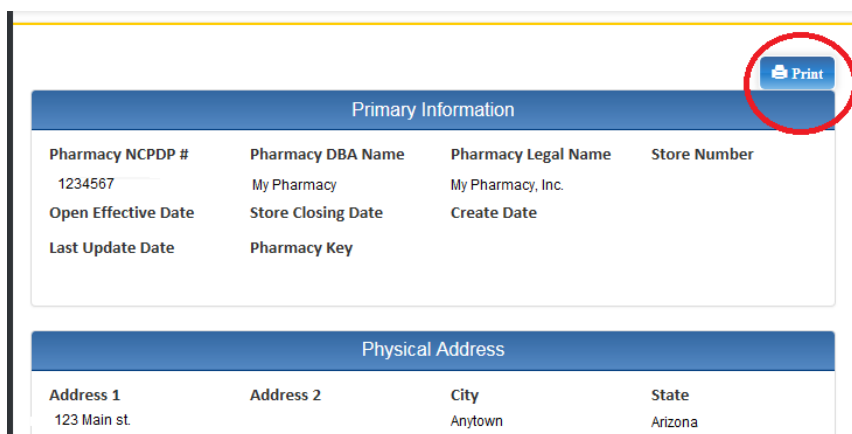 Print
Primary Information
Pharmacy NCPDP # Pharmacy DBA Name Pharmacy Legal Name Store Number
1234567 My Pharmacy My Pharmacy, Inc.
Open Effective Date Store Closing Date Create Date
Last Update Date Pharmacy Key
Physical Address
Address 1 Address 2 City State
123 Main st. Anytown Arizona